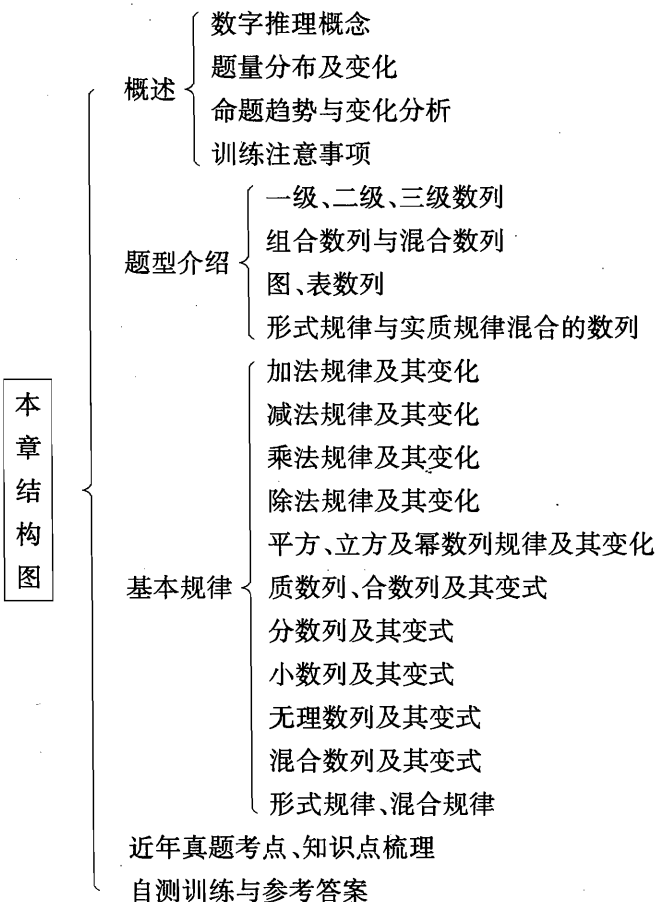 本章结构图
概述
数字推理概念
题量分布及变化
命题趋势与变化分析
训练注意事项
题型介绍
一级、二级、三级数列
组合数列与混合数列
图、表数列
形式规律与实质规律混合的数列
基本规律
加法规律及其变化
减法规律及其变化
乘法规律及其变化
除法规律及其变化
平方、立方及幂数列规律及其变化
质数列、合数列及其变式
分数列及其变式
小数列及其变式
无理数列及其变式
混合数列及其变式
形式规律、混合规律
近年真题考点、知识点梳理
自测训练与参考答案